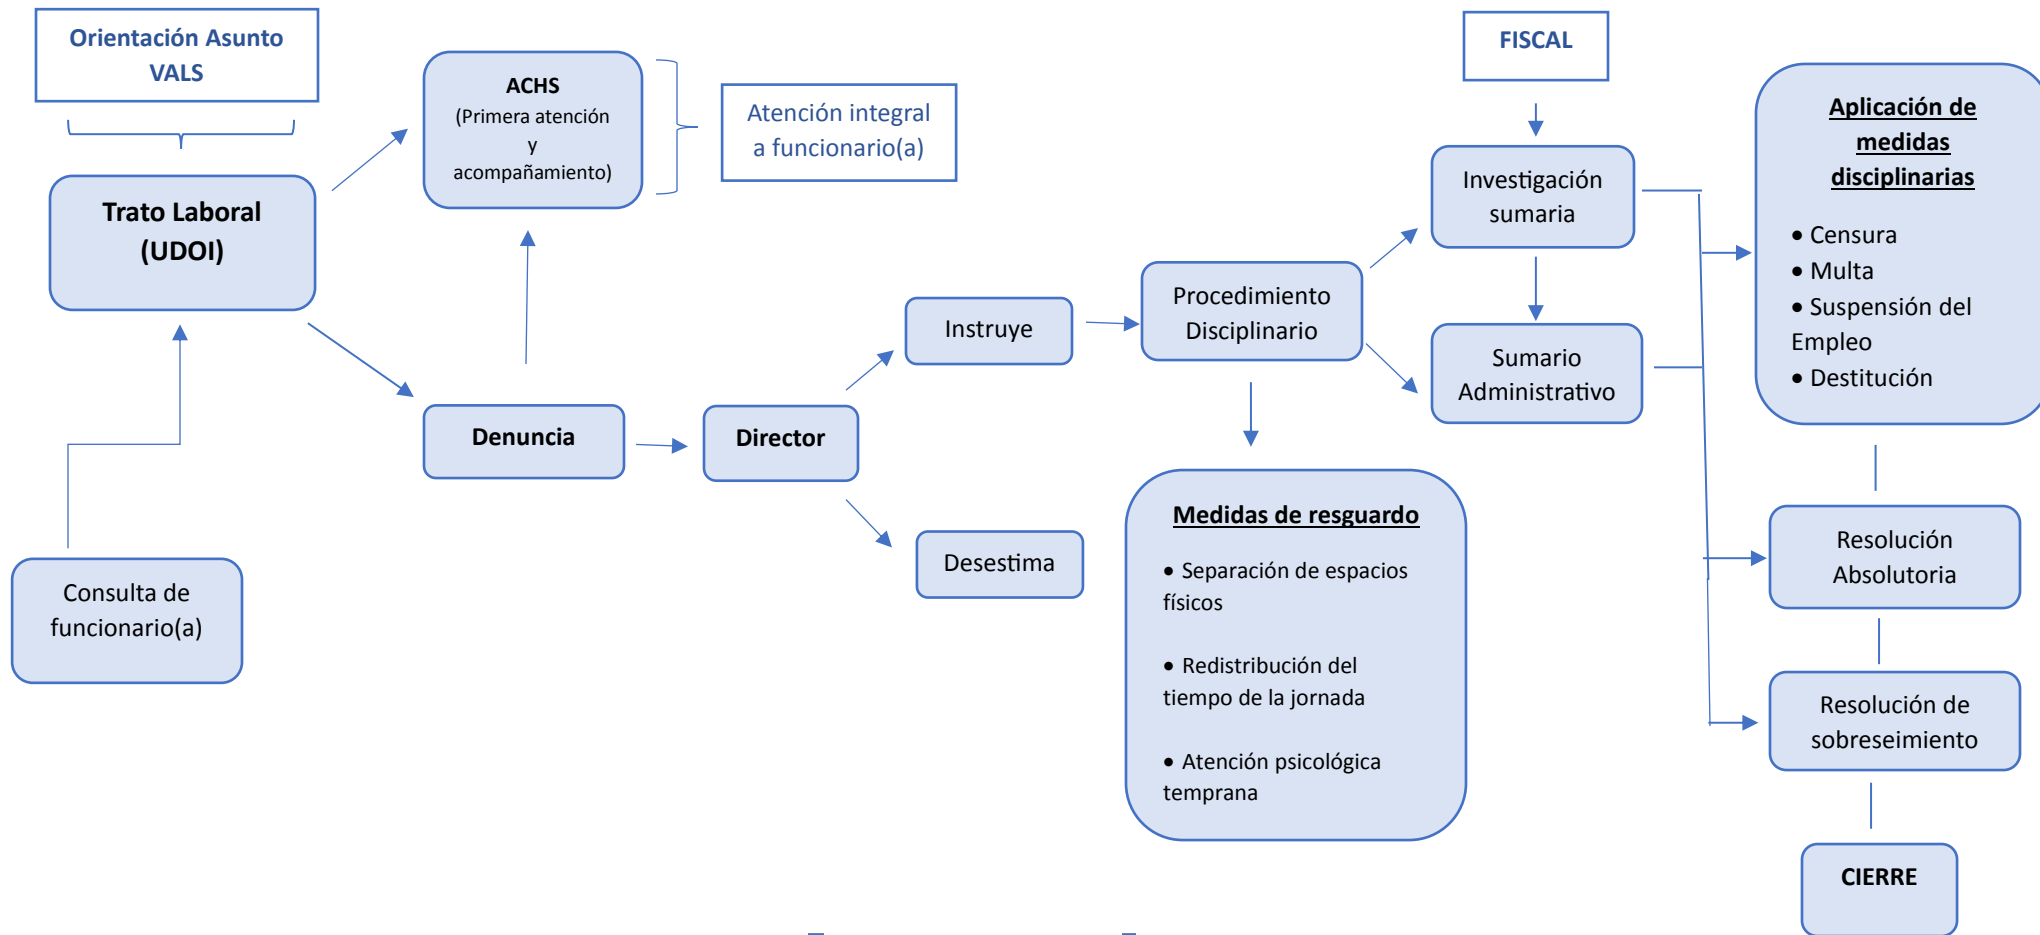 Orientación Asunto
VALS
Trato Laboral
(UDOI)
Consulta de
funcionario(a)
ACHS
(Primera atención
y
acompañamiento)
Atención integral
a funcionario(a)
Denuncia
Director
Instruye
Desestima
Procedimiento
Disciplinario
Medidas de resguardo
• Separación de espacios
físicos
• Redistribución del
tiempo de la jornada
• Atención psicológica
temprana
FISCAL
Investigación
sumaria
Sumario
Administrativo
Aplicación de
medidas
disciplinarias
• Censura
• Multa
• Suspensión del
Empleo
• Destitución
Resolución
Absolutoria
Resolución de
sobreseimiento
CIERRE